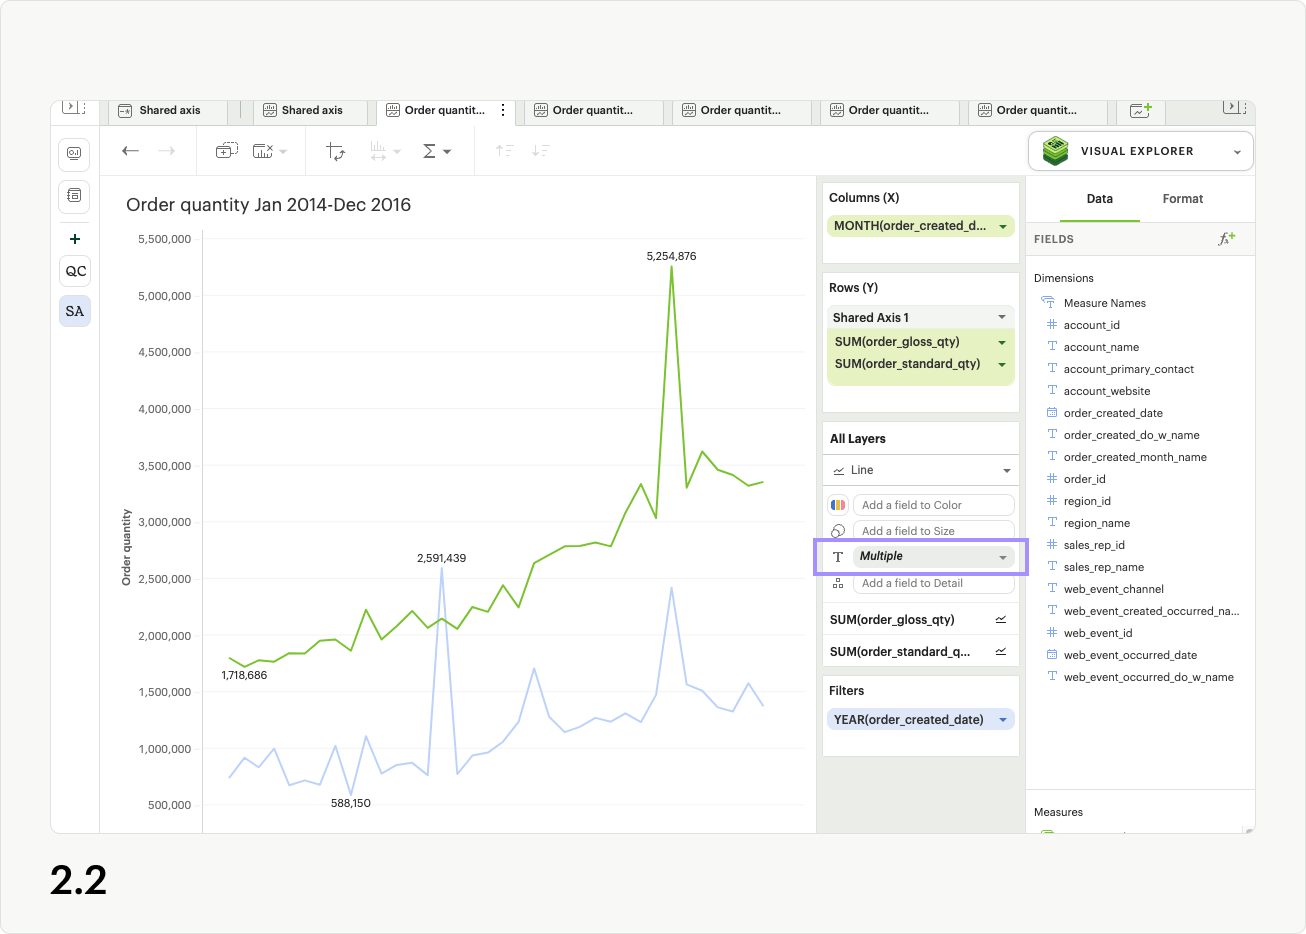 Shared axis
Shared axis
Order quantit...
Order quantit...
Order quantit...
Order quantit...
Order quantit...
VISUAL EXPLORER
QC
SA
Order quantity Jan 2014-Dec 2016
5,500,000
5,000,000
4,500,000
4,000,000
3,500,000
3,000,000
2,500,000
2,000,000
1,500,000
1,000,000
500,000
Order quantity
5,254,876
2,591,439
1,718,686
588,150
Columns (X)
MONTH(order_created_d...
Rows (Y)
Shared Axis 1
SUM(order_gloss_qty)
SUM(order_standard_qty)
All Layers
Line
Add a field to Color
Add a field to Size
T
Multiple
Add a field to Detail
SUM(order_gloss_qty)
SUM(order_standard_q...
Filters
YEAR(order_created_date)
Data
Format
FIELDS
Dimensions
Measure Names
account_id
account_name
account_primary_contact
account_website
order_created_date
order_created_do_w_name
order_created_month_name
order_id
region_id
region_name
sales_rep_id
sales_rep_name
web_event_channel
web_event_created_occurred_na...
web_event_id
web_event_occurred_date
web_event_occurred_do_w_name
Measures
2.2